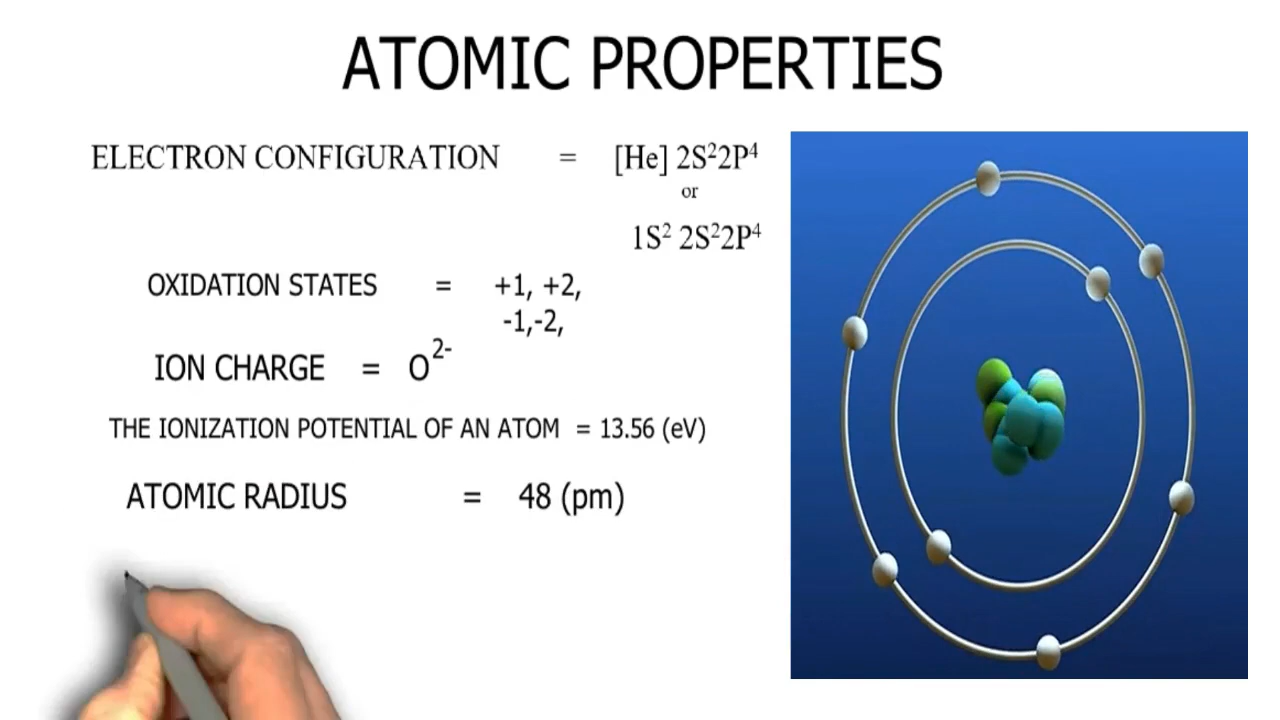 ATOMIC PROPERTIES
ELECTRON CONFIGURATION = [He] 2S²2P⁴
or
1S² 2S²2P⁴
OXIDATION STATES = +1, +2,
-1,-2,
ION CHARGE = O²⁻
THE IONIZATION POTENTIAL OF AN ATOM = 13.56 (eV)
ATOMIC RADIUS = 48 (pm)